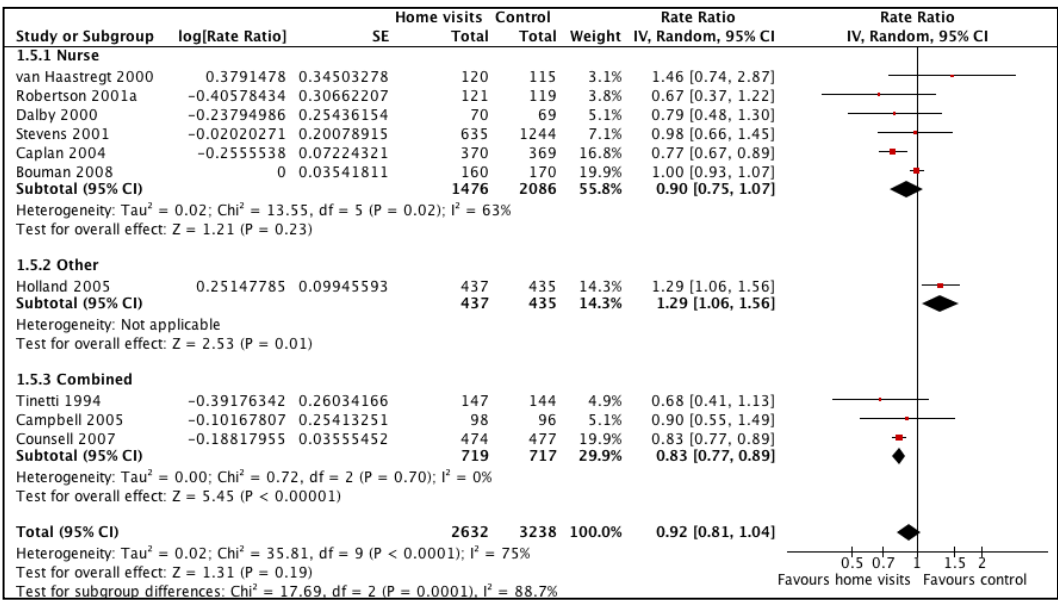 Home visits Control Rate Ratio Rate Ratio
Study or Subgroup log[Rate Ratio] SE Total Total Weight IV, Random, 95% CI IV, Random, 95% CI
1.5.1 Nurse
van Haastregt 2000 0.3791478 0.34503278 120 115 3.1% 1.46 [0.74, 2.87]
Robertson 2001a -0.40578434 0.30662207 121 119 3.8% 0.67 [0.37, 1.22]
Dalby 2000 -0.23794986 0.25436154 70 69 5.1% 0.79 [0.48, 1.30]
Stevens 2001 -0.02020271 0.20078915 635 1244 7.1% 0.98 [0.66, 1.45]
Caplan 2004 -0.2555538 0.07224321 370 369 16.8% 0.77 [0.67, 0.89]
Bouman 2008 0 0.03541811 160 170 19.9% 1.00 [0.93, 1.07]
Subtotal (95% CI) 1476 2086 55.8% 0.90 [0.75, 1.07]
Heterogeneity: Tau² = 0.02; Chi² = 13.55, df = 5 (P = 0.02); I² = 63%
Test for overall effect: Z = 1.21 (P = 0.23)
1.5.2 Other
Holland 2005 0.25147785 0.09945593 437 435 14.3% 1.29 [1.06, 1.56]
Subtotal (95% CI) 437 435 14.3% 1.29 [1.06, 1.56]
Heterogeneity: Not applicable
Test for overall effect: Z = 2.53 (P = 0.01)
1.5.3 Combined
Tinetti 1994 -0.39176342 0.26034166 147 144 4.9% 0.68 [0.41, 1.13]
Campbell 2005 -0.10167807 0.25413251 98 96 5.1% 0.90 [0.55, 1.49]
Counsell 2007 -0.18817955 0.03555452 474 477 19.9% 0.83 [0.77, 0.89]
Subtotal (95% CI) 719 717 29.9% 0.83 [0.77, 0.89]
Heterogeneity: Tau² = 0.00; Chi² = 0.72, df = 2 (P = 0.70); I² = 0%
Test for overall effect: Z = 5.45 (P < 0.00001)
Total (95% CI) 2632 3238 100.0% 0.92 [0.81, 1.04]
Heterogeneity: Tau² = 0.02; Chi² = 35.81, df = 9 (P < 0.0001); I² = 75%
Test for overall effect: Z = 1.31 (P = 0.19)
Test for subgroup differences: Chi² = 17.69, df = 2 (P = 0.0001), I² = 88.7%
0.5 0.7 1 1.5 2
Favours home visits Favours control